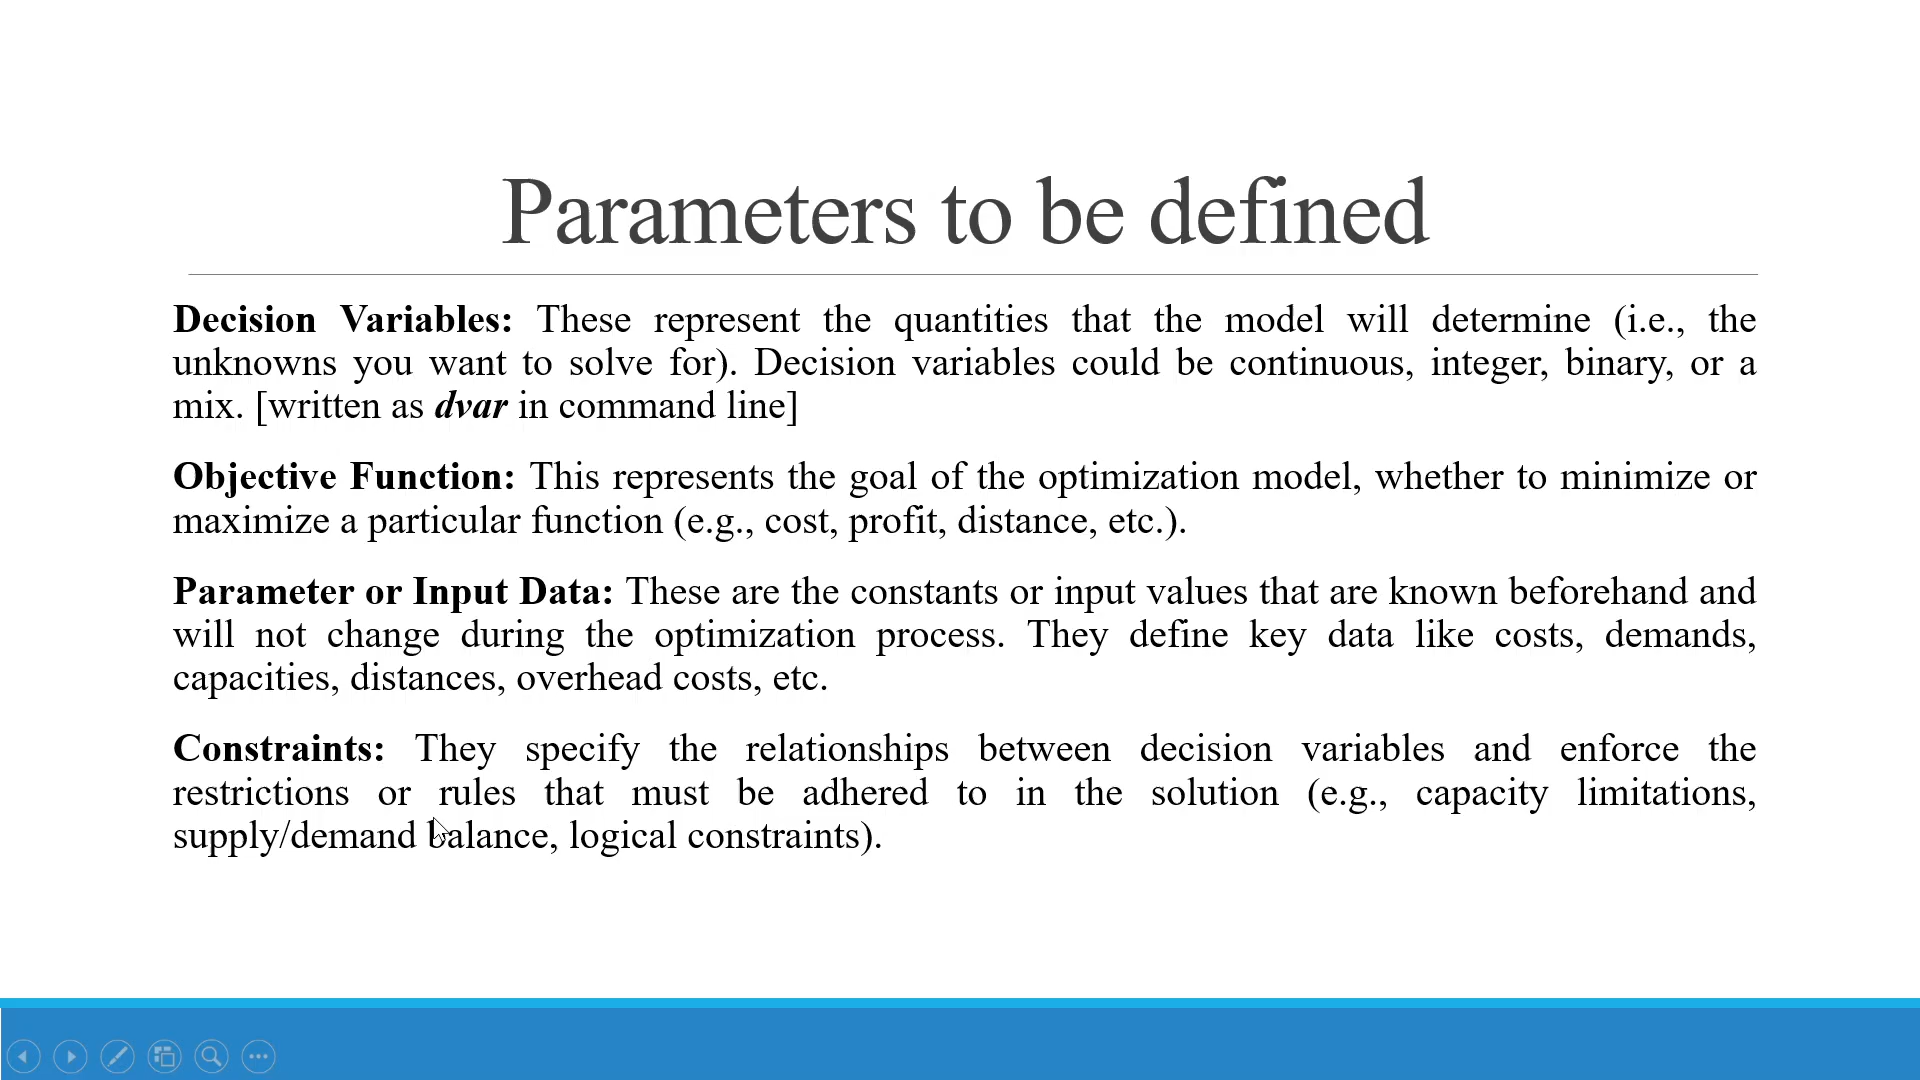 Parameters to be defined
Decision Variables: These represent the quantities that the model will determine (i.e., the
unknowns you want to solve for). Decision variables could be continuous, integer, binary, or a
mix. [written as dvar in command line]
Objective Function: This represents the goal of the optimization model, whether to minimize or
maximize a particular function (e.g., cost, profit, distance, etc.).
Parameter or Input Data: These are the constants or input values that are known beforehand and
will not change during the optimization process. They define key data like costs, demands,
capacities, distances, overhead costs, etc.
Constraints: They specify the relationships between decision variables and enforce the
restrictions or rules that must be adhered to in the solution (e.g., capacity limitations,
supply/demand balance, logical constraints).